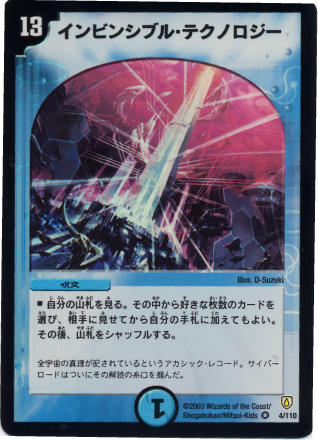 13
インビンシブル・テクノロジー
Illus. D-Suzuki
呪文
■自分の山札を見る。その中から好きな枚数のカードを
選び、相手に見せてから自分の手札に加えてもよい。
その後、山札をシャッフルする。
全宇宙の真理が記されているというアカシック・レコード。サイバー
ロードはついにその解読の糸口を掴んだ。
1
©2003 Wizards of the Coast/
Shogakukan/Mitsui-Kids
4/110